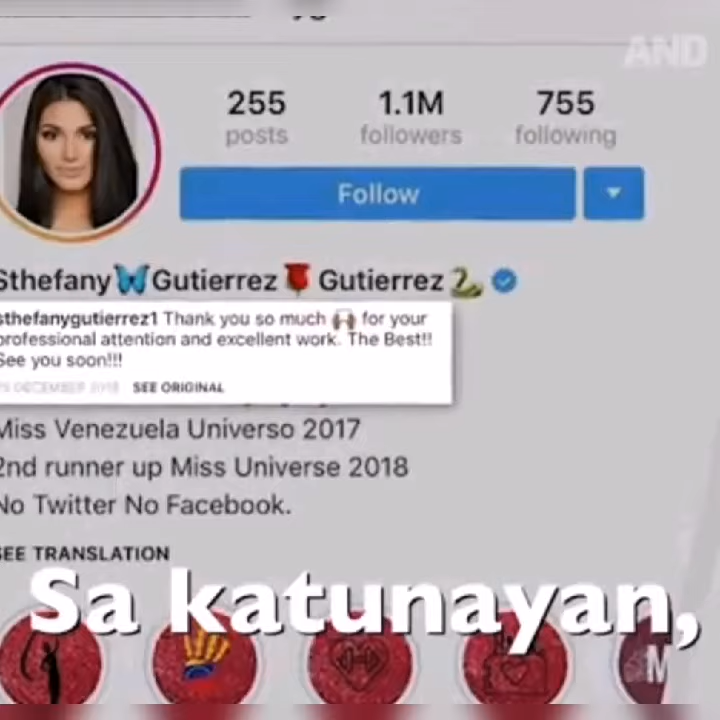 AND
255 1.1M 755
posts followers following
Follow
Sthefany Gutierrez Gutierrez
sthefanygutierrez1 Thank you so much for your
professional attention and excellent work. The Best!!
See you soon!!!
DECEMBER SEE ORIGINAL
Miss Venezuela Universo 2017
2nd runner up Miss Universe 2018
No Twitter No Facebook.
SEE TRANSLATION
Sa katunayan,
M